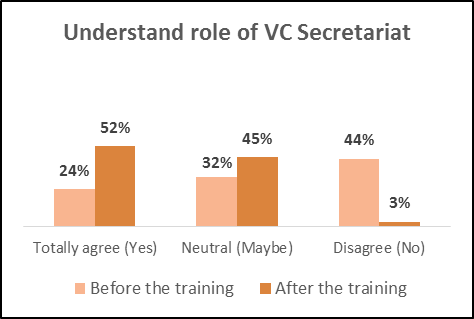 Understand role of VC Secretariat
52%
45%
44%
32%
24%
3%
Totally agree (Yes) Neutral (Maybe) Disagree (No)
Before the training After the training